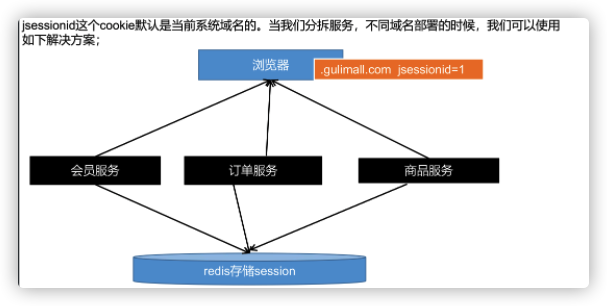 jsessionid这个cookie默认是当前系统域名的。当我们分拆服务，不同域名部署的时候，我们可以使用
如下解决方案；
浏览器
.gulimall.com jsessionid=1
会员服务
订单服务
商品服务
redis存储session